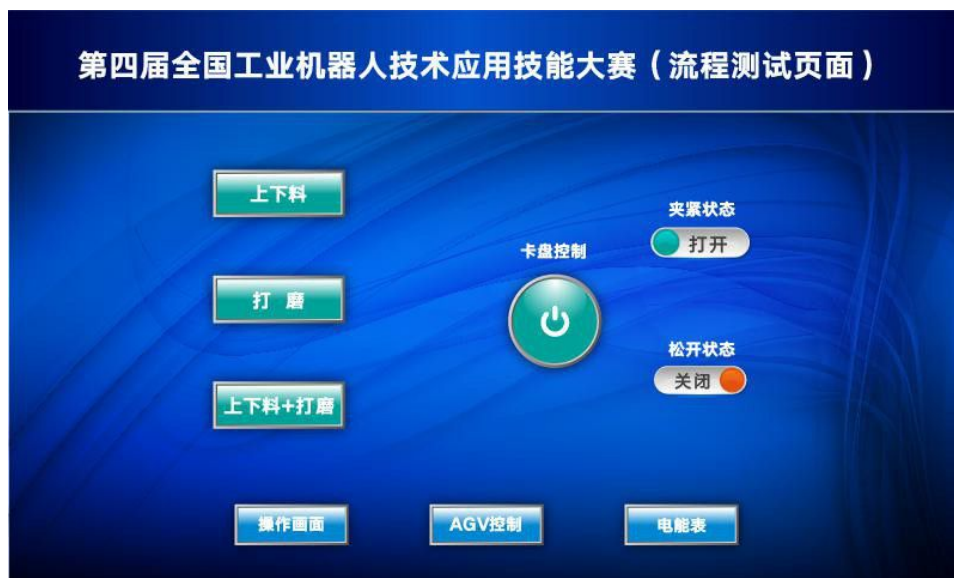 第四届全国工业机器人技术应用技能大赛（流程测试页面）
上下料
夹紧状态
打开
卡盘控制
打 磨
松开状态
关闭
上下料+打磨
操作画面
AGV控制
电能表